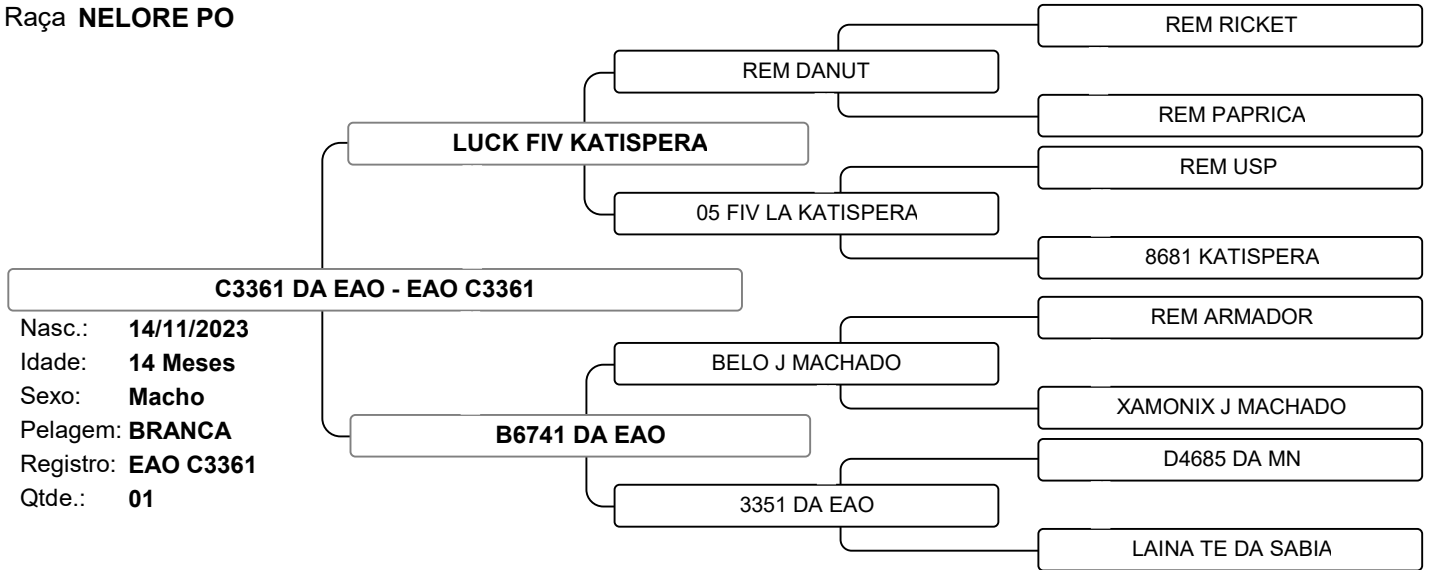 Raça NELORE PO
REM RICKET
REM DANUT
REM PAPRICA
LUCK FIV KATISPERA
REM USP
05 FIV LA KATISPERA
8681 KATISPERA
C3361 DA EAO - EAO C3361
Nasc.: 14/11/2023
Idade: 14 Meses
Sexo: Macho
Pelagem: BRANCA
Registro: EAO C3361
Qtde.: 01
REM ARMADOR
BELO J MACHADO
XAMONIX J MACHADO
B6741 DA EAO
D4685 DA MN
3351 DA EAO
LAINA TE DA SABIA